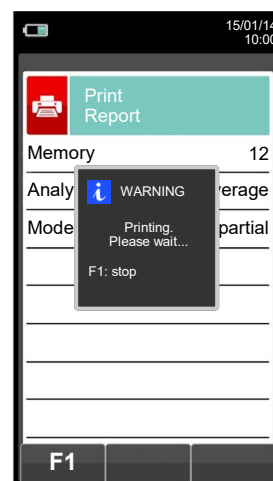 15/01/14
10:00
Print
Report
Memory 12
Analy verage
Mode partial
WARNING
Printing.
Please wait...
F1: stop
F1